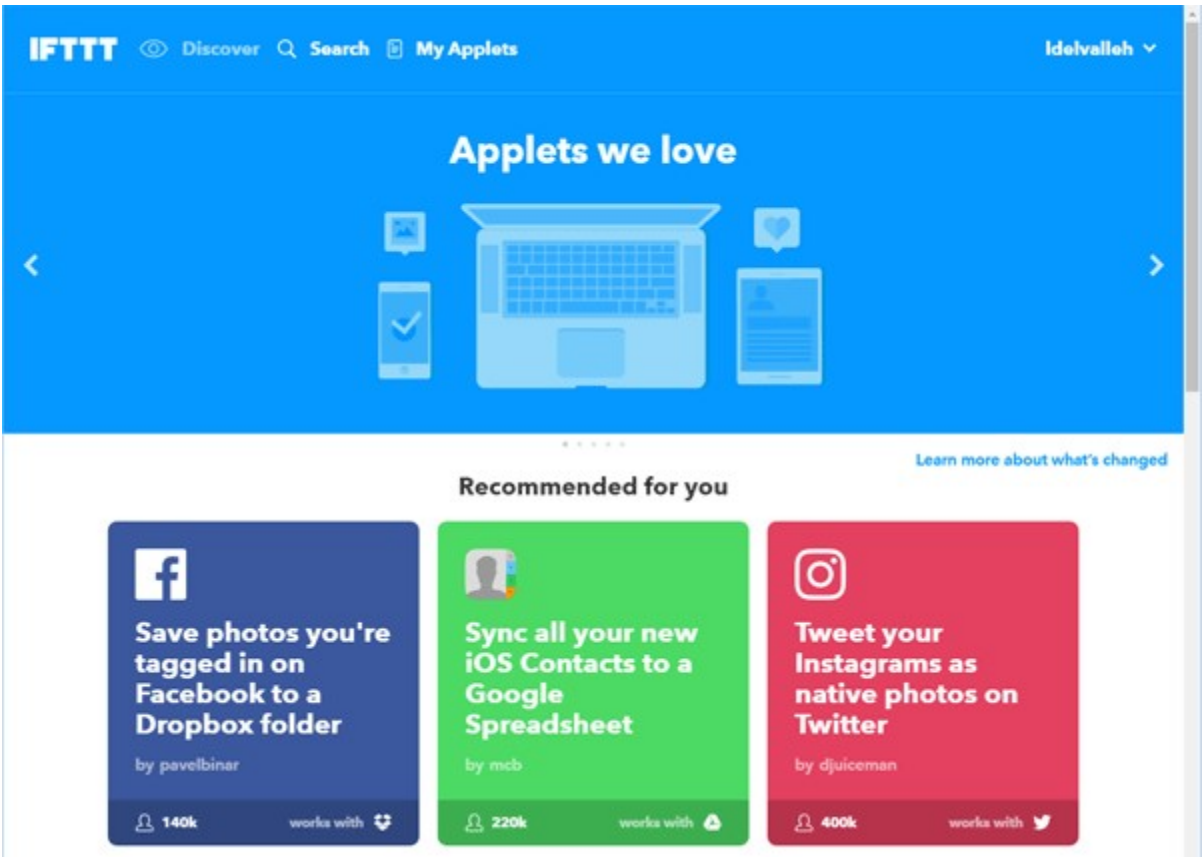 IFTTT Discover Search My Applets Idelvalleh
Applets we love
Learn more about what's changed
Recommended for you
Save photos you're
tagged in on
Facebook to a
Dropbox folder
by pavelbinar
140k works with
Sync all your new
iOS Contacts to a
Google
Spreadsheet
by mcb
220k works with
Tweet your
Instagrams as
native photos on
Twitter
by djuiceman
400k works with